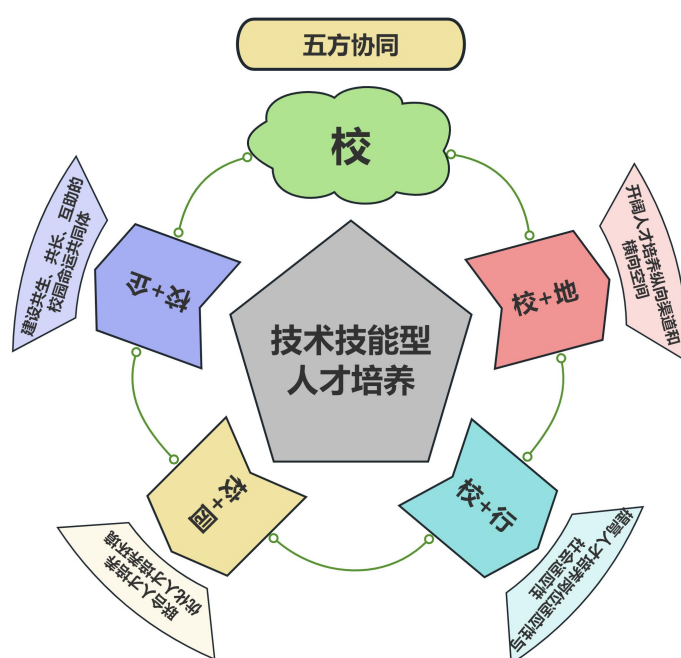 五方协同
校
建设共生、共长、互助的
校园命运共同体
校+企
技术技能型
人才培养
校+地
开阔人才培养纵向渠道和
横向空间
校+园
联合人才培养
优化人才培养环境
校+行
提高人才培养岗位适应性与
社会适应性